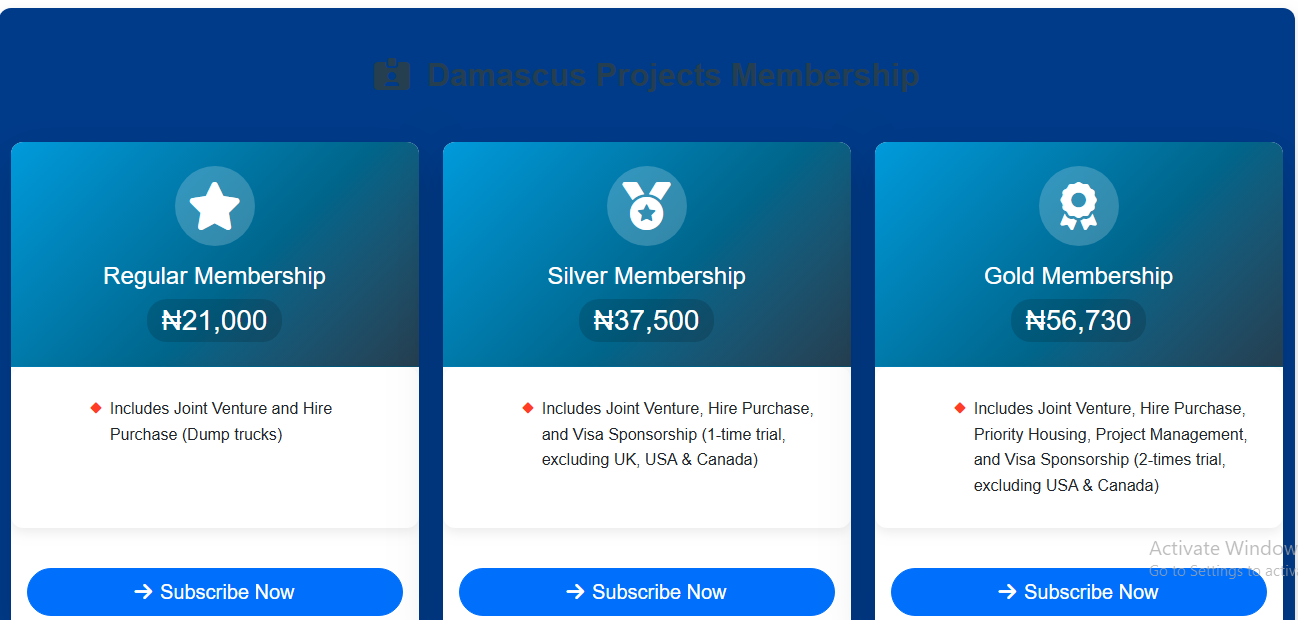 Damascus Projects Membership
Regular Membership
₦21,000
Includes Joint Venture and Hire
Purchase (Dump trucks)
Subscribe Now
Silver Membership
₦37,500
Includes Joint Venture, Hire Purchase,
and Visa Sponsorship (1-time trial,
excluding UK, USA & Canada)
Subscribe Now
Gold Membership
₦56,730
Includes Joint Venture, Hire Purchase,
Priority Housing, Project Management,
and Visa Sponsorship (2-times trial,
excluding USA & Canada)
Subscribe Now
Activate Window
Go to Settings to activ